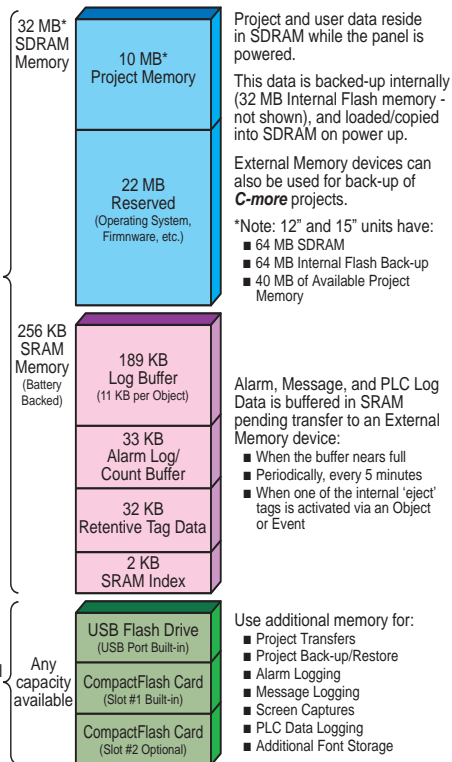 32 MB*
SDRAM
Memory
10 MB*
Project Memory
22 MB
Reserved
(Operating System,
Firmnware, etc.)
Project and user data reside
in SDRAM while the panel is
powered.
This data is backed-up internally
(32 MB Internal Flash memory -
not shown), and loaded/copied
into SDRAM on power up.
External Memory devices can
also be used for back-up of
C-more projects.
*Note: 12" and 15" units have:
■ 64 MB SDRAM
■ 64 MB Internal Flash Back-up
■ 40 MB of Available Project
Memory
256 KB
SRAM
Memory
(Battery
Backed)
189 KB
Log Buffer
(11 KB per Object)
33 KB
Alarm Log/
Count Buffer
32 KB
Retentive Tag Data
2 KB
SRAM Index
Alarm, Message, and PLC Log
Data is buffered in SRAM
pending transfer to an External
Memory device:
■ When the buffer nears full
■ Periodically, every 5 minutes
■ When one of the internal 'eject'
tags is activated via an Object
or Event
Any
capacity
available
USB Flash Drive
(USB Port Built-in)
CompactFlash Card
(Slot #1 Built-in)
CompactFlash Card
(Slot #2 Optional)
Use additional memory for:
■ Project Transfers
■ Project Back-up/Restore
■ Alarm Logging
■ Message Logging
■ Screen Captures
■ PLC Data Logging
■ Additional Font Storage